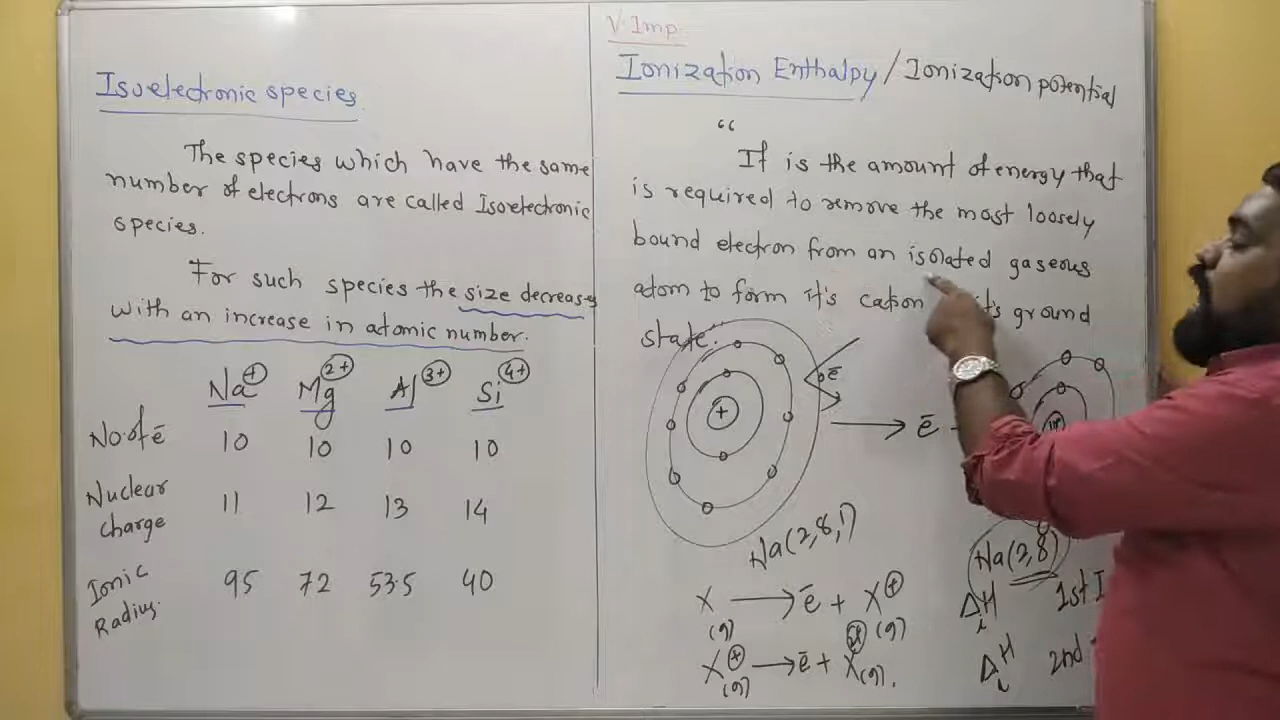 Isoelectronic species.
The species which have the same
number of electrons are called Isoelectronic
species.
For such species the size decreases
with an increase in atomic number.
Na⁺ Mg²⁺ Al³⁺ Si⁴⁺
No. of ē 10 10 10 10
Nuclear charge 11 12 13 14
Ionic Radius. 95 72 53.5 40
V. Imp.
Ionization Enthalpy / Ionization potential
“
It is the amount of energy that
is required to remove the most loosely
bound electron from an isolated gaseous
atom to form it's cation it's ground
state.”
ē
+ ⟶ ē
Na(2,8,1)
Na(2,8)
X(g) ⟶ ē + X⁺(g) ΔiH 1st I
X⁺(g) ⟶ ē + X²⁺(g). ΔiH 2nd